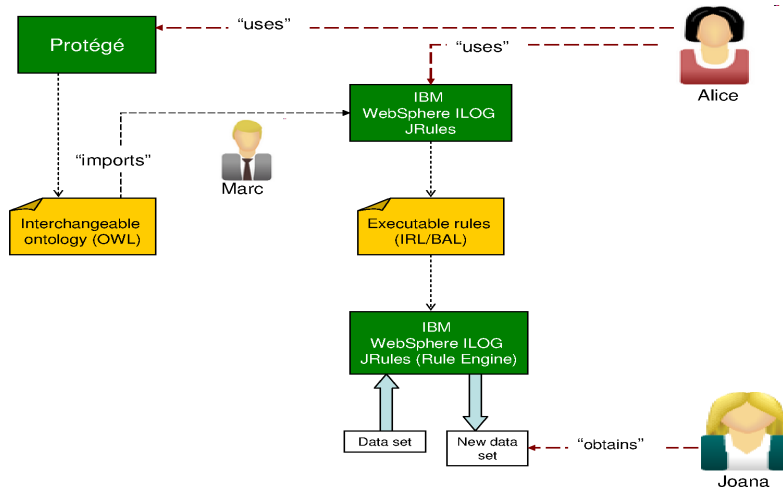 “uses”
Protégé
“uses”
Alice
IBM
WebSphere ILOG
JRules
“imports”
Marc
Interchangeable
ontology (OWL)
Executable rules
(IRL/BAL)
IBM
WebSphere ILOG
JRules (Rule Engine)
Data set
New data
set
“obtains”
Joana